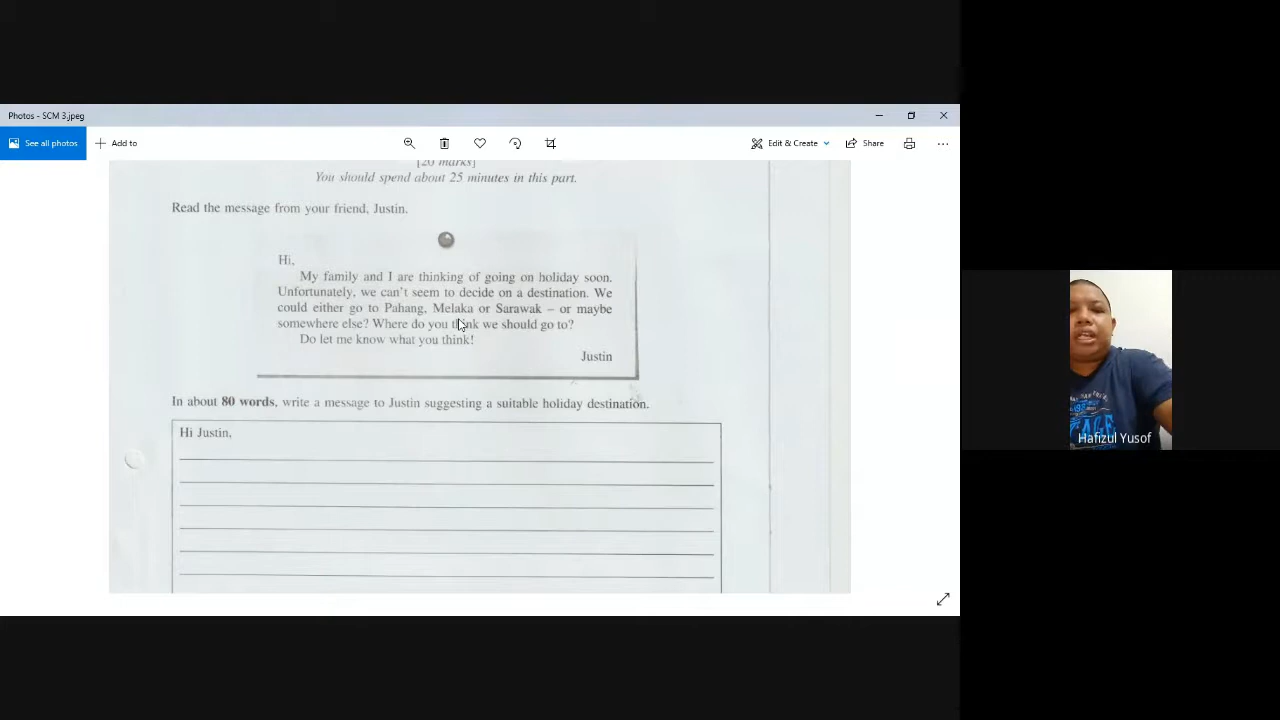 Photos - SCM 3.jpeg
See all photos
Add to
Edit & Create
Share
[20 marks]
You should spend about 25 minutes in this part.
Read the message from your friend, Justin.
Hi,
My family and I are thinking of going on holiday soon.
Unfortunately, we can't seem to decide on a destination. We
could either go to Pahang, Melaka or Sarawak – or maybe
somewhere else? Where do you think we should go to?
Do let me know what you think!
Justin
In about 80 words, write a message to Justin suggesting a suitable holiday destination.
Hi Justin,
Hafizul Yusof